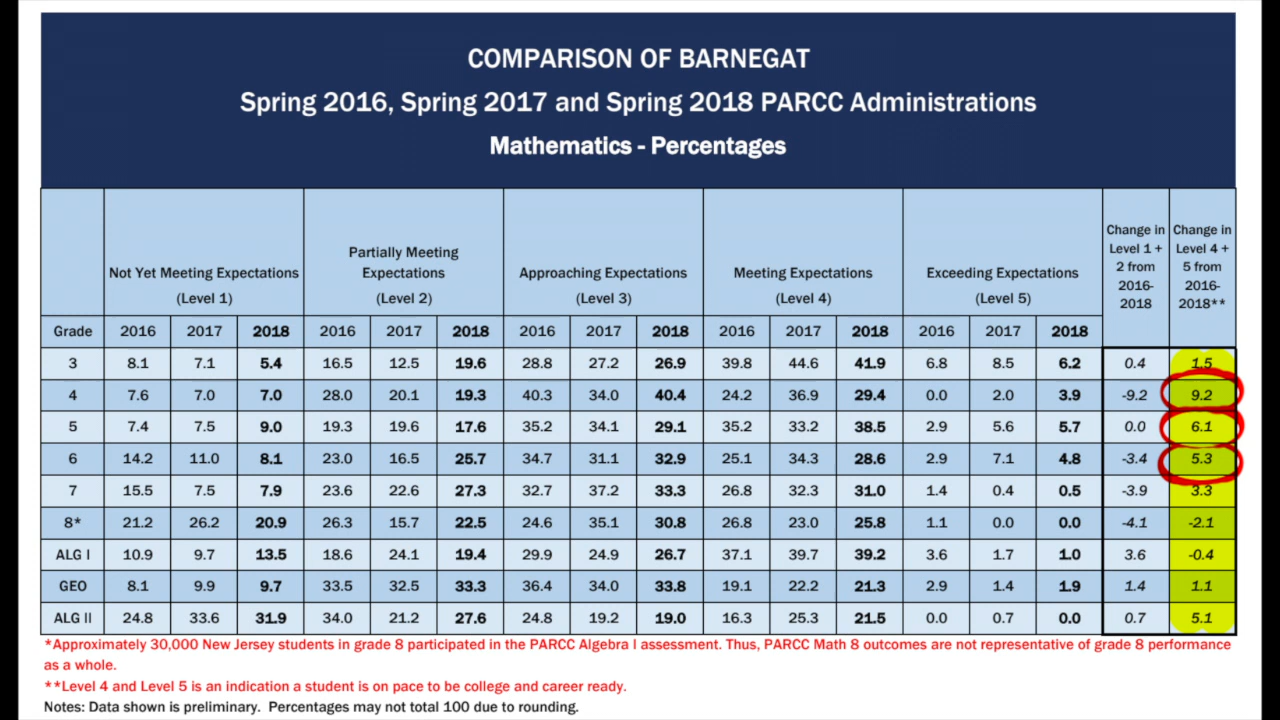 COMPARISON OF BARNEGAT
Spring 2016, Spring 2017 and Spring 2018 PARCC Administrations
Mathematics - Percentages
Not Yet Meeting Expectations (Level 1) Partially Meeting Expectations (Level 2) Approaching Expectations (Level 3) Meeting Expectations (Level 4) Exceeding Expectations (Level 5) Change in Level 1 + 2 from 2016-2018 Change in Level 4 + 5 from 2016-2018**
Grade 2016 2017 2018 2016 2017 2018 2016 2017 2018 2016 2017 2018 2016 2017 2018
3 8.1 7.1 5.4 16.5 12.5 19.6 28.8 27.2 26.9 39.8 44.6 41.9 6.8 8.5 6.2 0.4 1.5
4 7.6 7.0 7.0 28.0 20.1 19.3 40.3 34.0 40.4 24.2 36.9 29.4 0.0 2.0 3.9 -9.2 9.2
5 7.4 7.5 9.0 19.3 19.6 17.6 35.2 34.1 29.1 35.2 33.2 38.5 2.9 5.6 5.7 0.0 6.1
6 14.2 11.0 8.1 23.0 16.5 25.7 34.7 31.1 32.9 25.1 34.3 28.6 2.9 7.1 4.8 -3.4 5.3
7 15.5 7.5 7.9 23.6 22.6 27.3 32.7 37.2 33.3 26.8 32.3 31.0 1.4 0.4 0.5 -3.9 3.3
8* 21.2 26.2 20.9 26.3 15.7 22.5 24.6 35.1 30.8 26.8 23.0 25.8 1.1 0.0 0.0 -4.1 -2.1
ALG I 10.9 9.7 13.5 18.6 24.1 19.4 29.9 24.9 26.7 37.1 39.7 39.2 3.6 1.7 1.0 3.6 -0.4
GEO 8.1 9.9 9.7 33.5 32.5 33.3 36.4 34.0 33.8 19.1 22.2 21.3 2.9 1.4 1.9 1.4 1.1
ALG II 24.8 33.6 31.9 34.0 21.2 27.6 24.8 19.2 19.0 16.3 25.3 21.5 0.0 0.7 0.0 0.7 5.1
*Approximately 30,000 New Jersey students in grade 8 participated in the PARCC Algebra I assessment. Thus, PARCC Math 8 outcomes are not representative of grade 8 performance
as a whole.
**Level 4 and Level 5 is an indication a student is on pace to be college and career ready.
Notes: Data shown is preliminary. Percentages may not total 100 due to rounding.